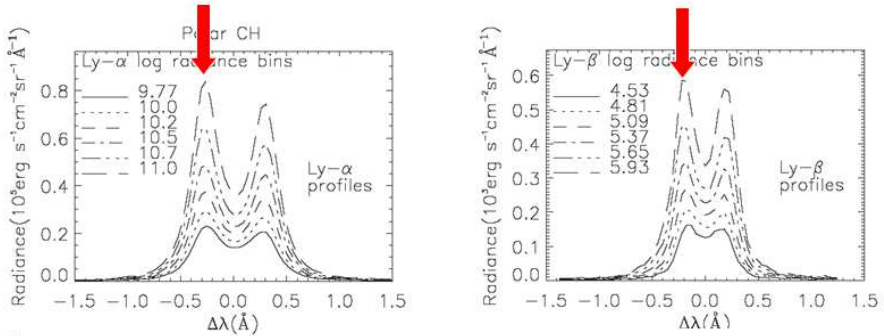 Polar CH
Ly-α log radiance bins
9.77
10.0
10.2
10.5
10.7
11.0
Ly-α
profiles
Radiance(10⁵erg s⁻¹cm⁻²sr⁻¹Å⁻¹)
0.8
0.6
0.4
0.2
0.0
-1.5 -1.0 -0.5 0.0 0.5 1.0 1.5
Δλ(Å)
Ly-β log radiance bins
4.53
4.81
5.09
5.37
5.65
5.93
Ly-β
profiles
Radiance(10³erg s⁻¹cm⁻²sr⁻¹Å⁻¹)
0.6
0.5
0.4
0.3
0.2
0.1
0.0
-1.5 -1.0 -0.5 0.0 0.5 1.0 1.5
Δλ(Å)